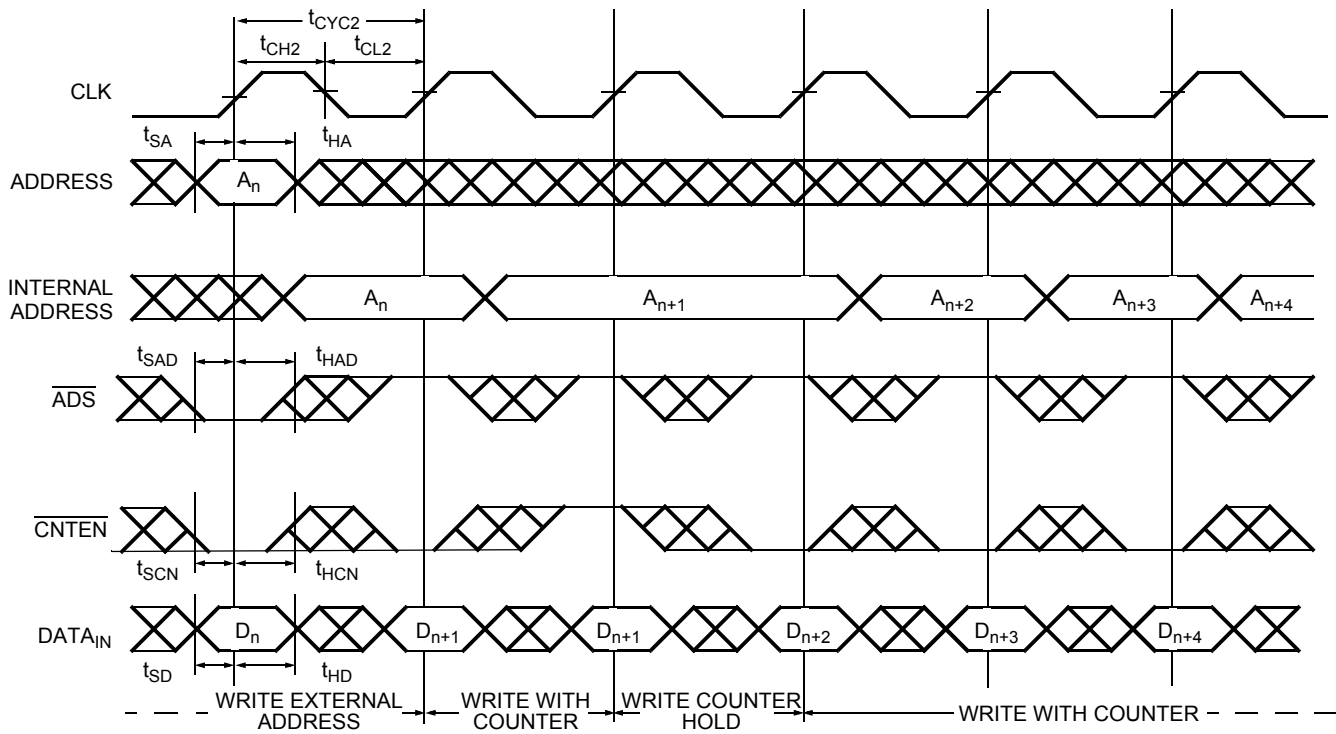 tCYC2
tCH2 tCL2
CLK
tSA tHA
ADDRESS An
INTERNAL
ADDRESS
An An+1 An+2 An+3 An+4
tSAD tHAD
ADS
CNTEN
tSCN tHCN
DATAIN Dn Dn+1 Dn+1 Dn+2 Dn+3 Dn+4
tSD tHD
WRITE EXTERNAL
ADDRESS
WRITE WITH
COUNTER
WRITE COUNTER
HOLD
WRITE WITH COUNTER